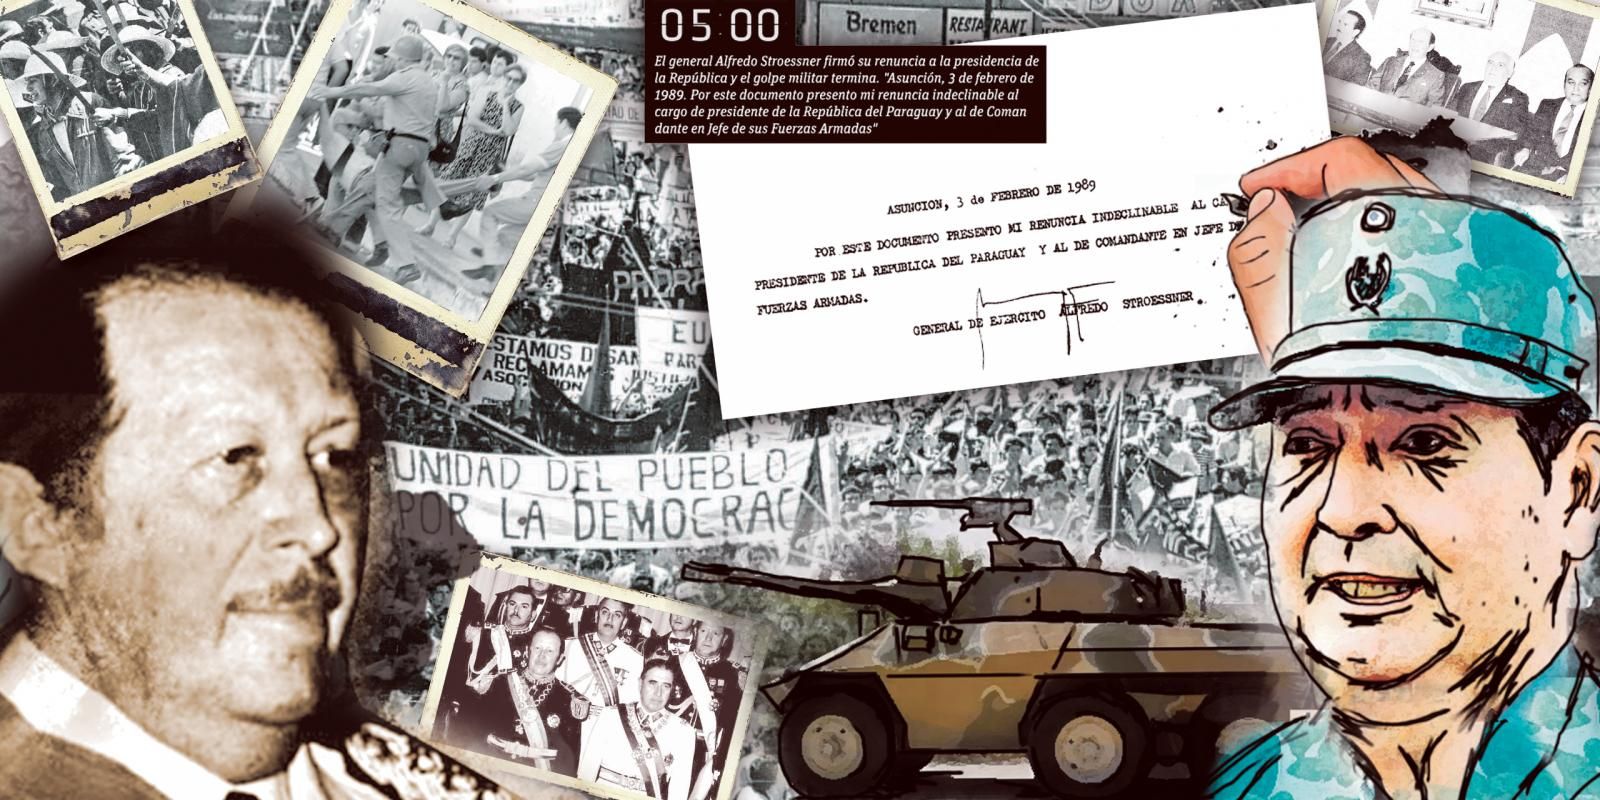 05:00
El general Alfredo Stroessner firmó su renuncia a la presidencia de
la República y el golpe militar termina. "Asunción, 3 de febrero de
1989. Por este documento presento mi renuncia indeclinable al
cargo de presidente de la República del Paraguay y al de Coman
dante en Jefe de sus Fuerzas Armadas"
Bremen
RESTAURANT
ASUNCION, 3 de FEBRERO DE 1989
POR ESTE DOCUMENTO PRESENTO MI RENUNCIA INDECLINABLE AL CA
PRESIDENTE DE LA REPUBLICA DEL PARAGUAY Y AL DE COMANDANTE EN JEFE D
FUERZAS ARMADAS.
GENERAL DE EJERCITO ALFREDO STROESSNER.
ESTAMOS
RECLAMAM
UNIDAD DEL PUEBLO
POR LA DEMOCRAC